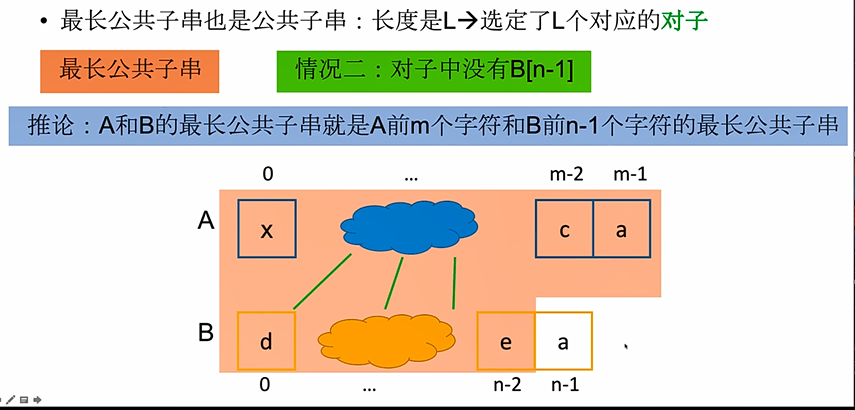 • 最长公共子串也是公共子串：长度是L→选定了L个对应的对子
最长公共子串
情况二：对子中没有B[n-1]
推论：A和B的最长公共子串就是A前m个字符和B前n-1个字符的最长公共子串
0 ... m-2 m-1
A x c a
B d e a
0 ... n-2 n-1